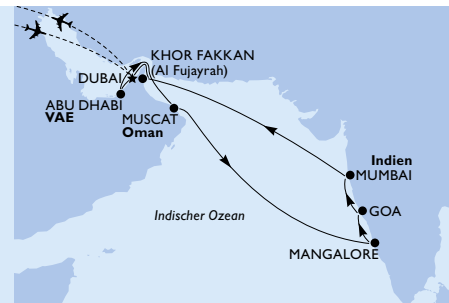 KHOR FAKKAN
(Al Fujayrah)
DUBAI
ABU DHABI
VAE
MUSCAT
Oman
Indien
MUMBAI
GOA
Indischer Ozean
MANGALORE